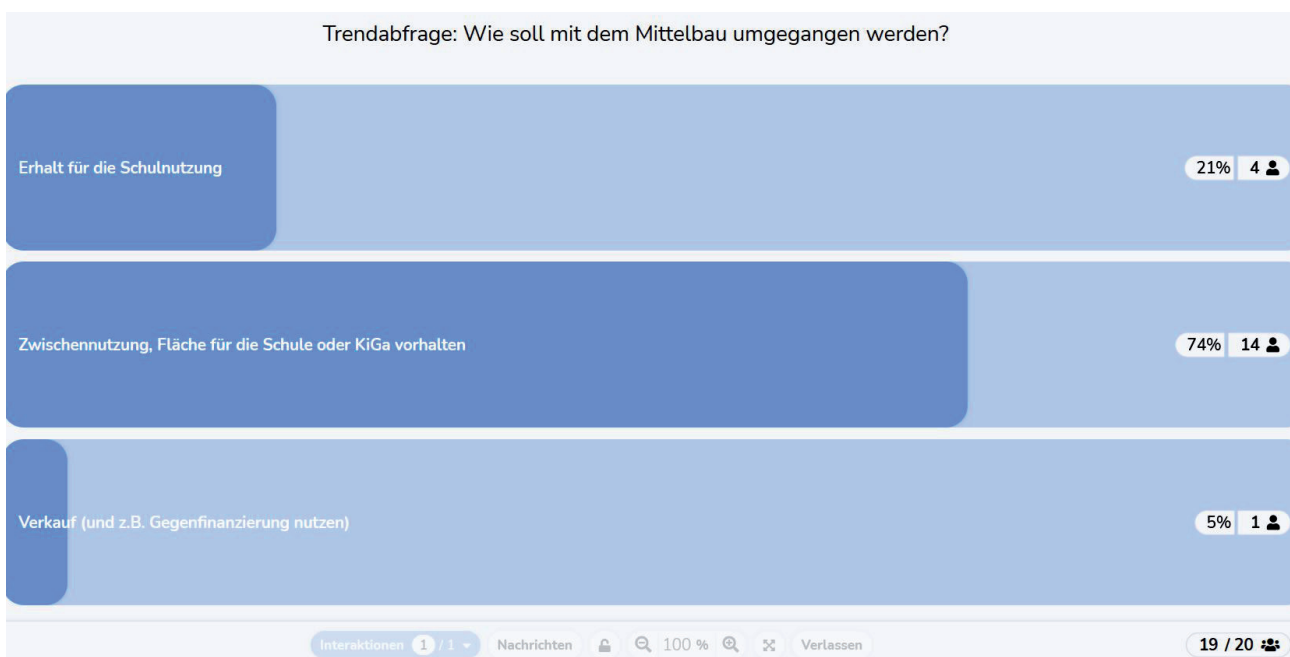 Trendabfrage: Wie soll mit dem Mittelbau umgegangen werden?
Erhalt für die Schulnutzung
21% 4
Zwischennutzung, Fläche für die Schule oder KiGa vorhalten
74% 14
Verkauf (und z.B. Gegenfinanzierung nutzen)
5% 1
Interaktionen 1 / 1 Nachrichten 100 % Verlassen 19 / 20